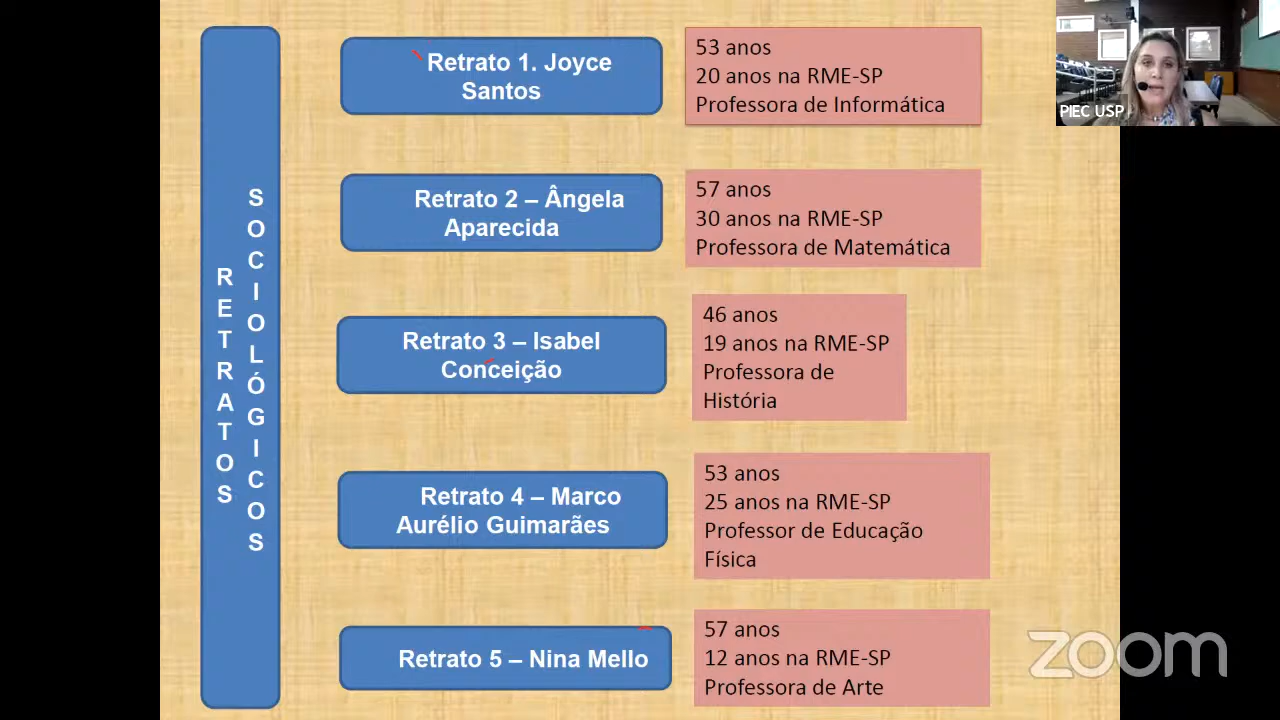 RETRATOS
SOCIOLÓGICOS
Retrato 1. Joyce
Santos
53 anos
20 anos na RME-SP
Professora de Informática
Retrato 2 – Ângela
Aparecida
57 anos
30 anos na RME-SP
Professora de Matemática
Retrato 3 – Isabel
Conceição
46 anos
19 anos na RME-SP
Professora de
História
Retrato 4 – Marco
Aurélio Guimarães
53 anos
25 anos na RME-SP
Professor de Educação
Física
Retrato 5 – Nina Mello
57 anos
12 anos na RME-SP
Professora de Arte
PIEC USP
zoom